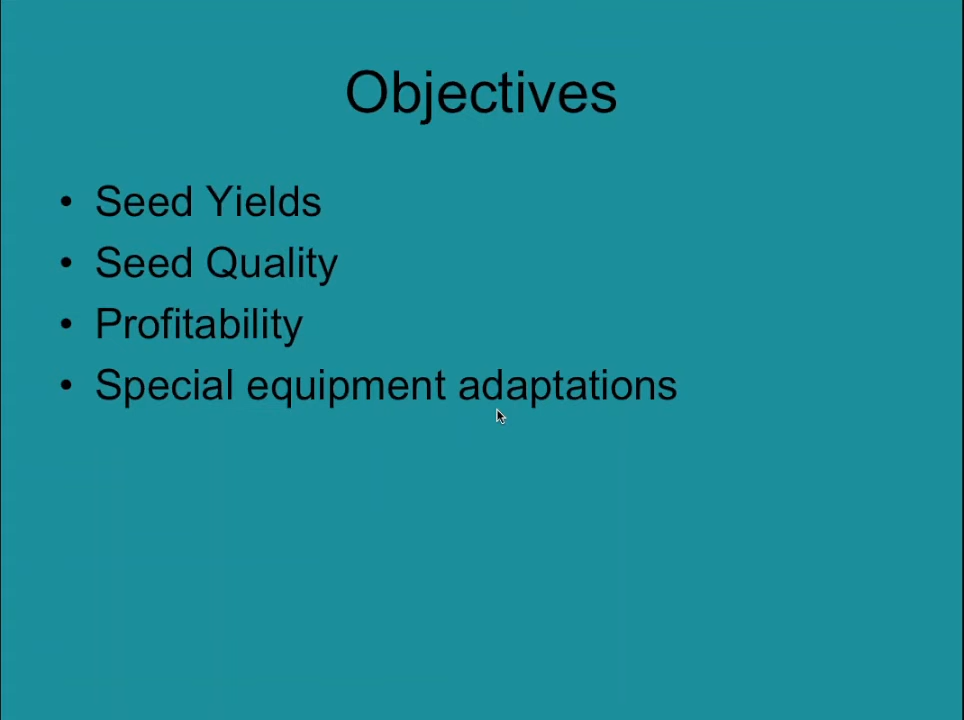 Objectives
• Seed Yields
• Seed Quality
• Profitability
• Special equipment adaptations